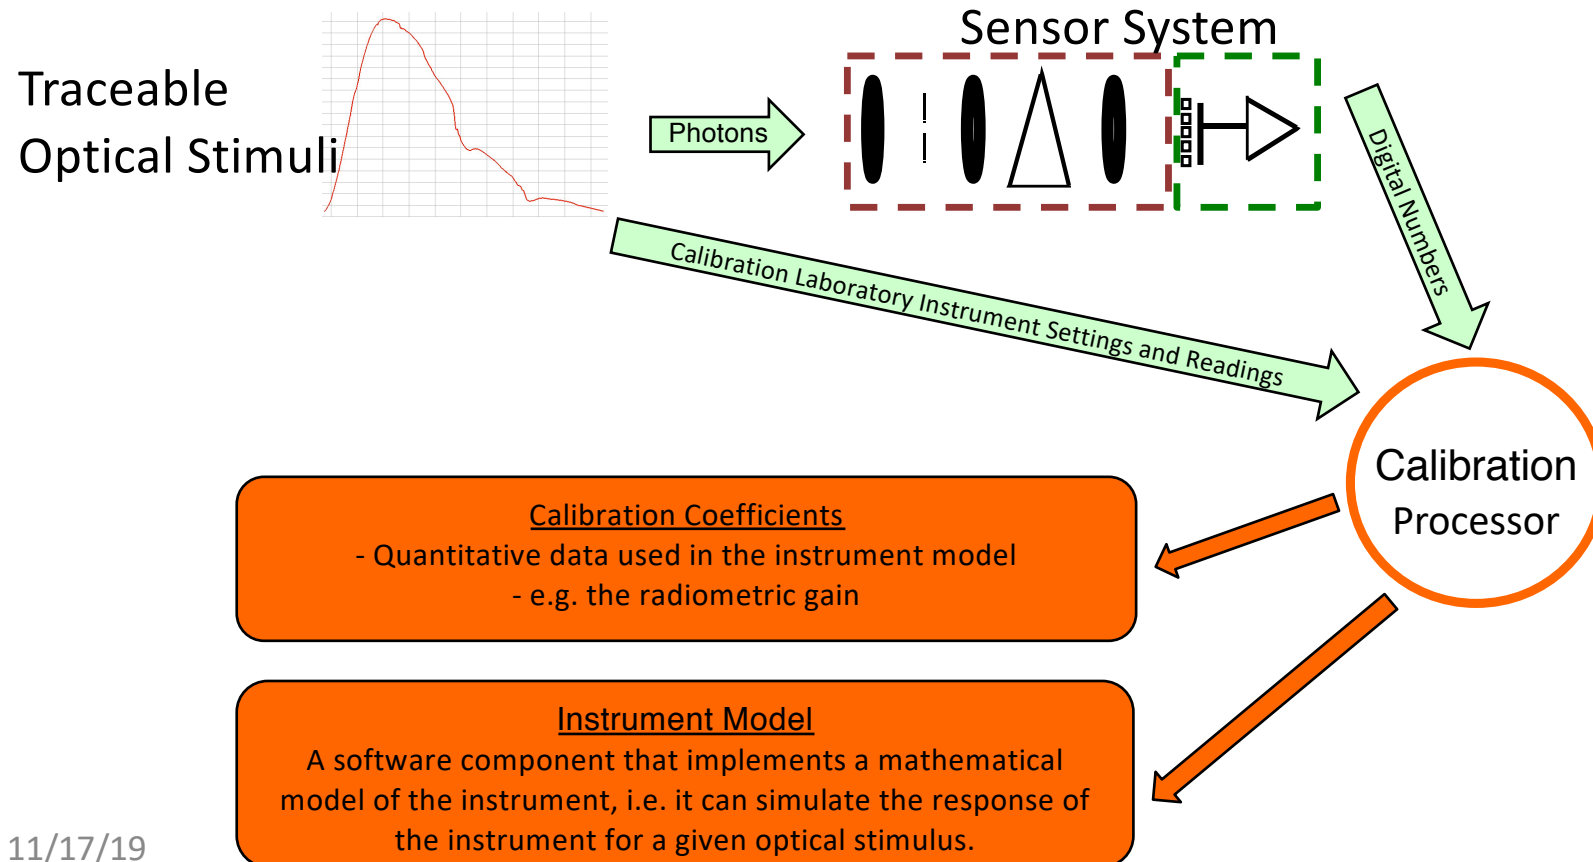 Sensor System
Traceable
Optical Stimuli
Photons
Digital Numbers
Calibration Laboratory Instrument Settings and Readings
Calibration
Processor
Calibration Coefficients
- Quantitative data used in the instrument model
- e.g. the radiometric gain
Instrument Model
A software component that implements a mathematical
model of the instrument, i.e. it can simulate the response of
the instrument for a given optical stimulus.
11/17/19